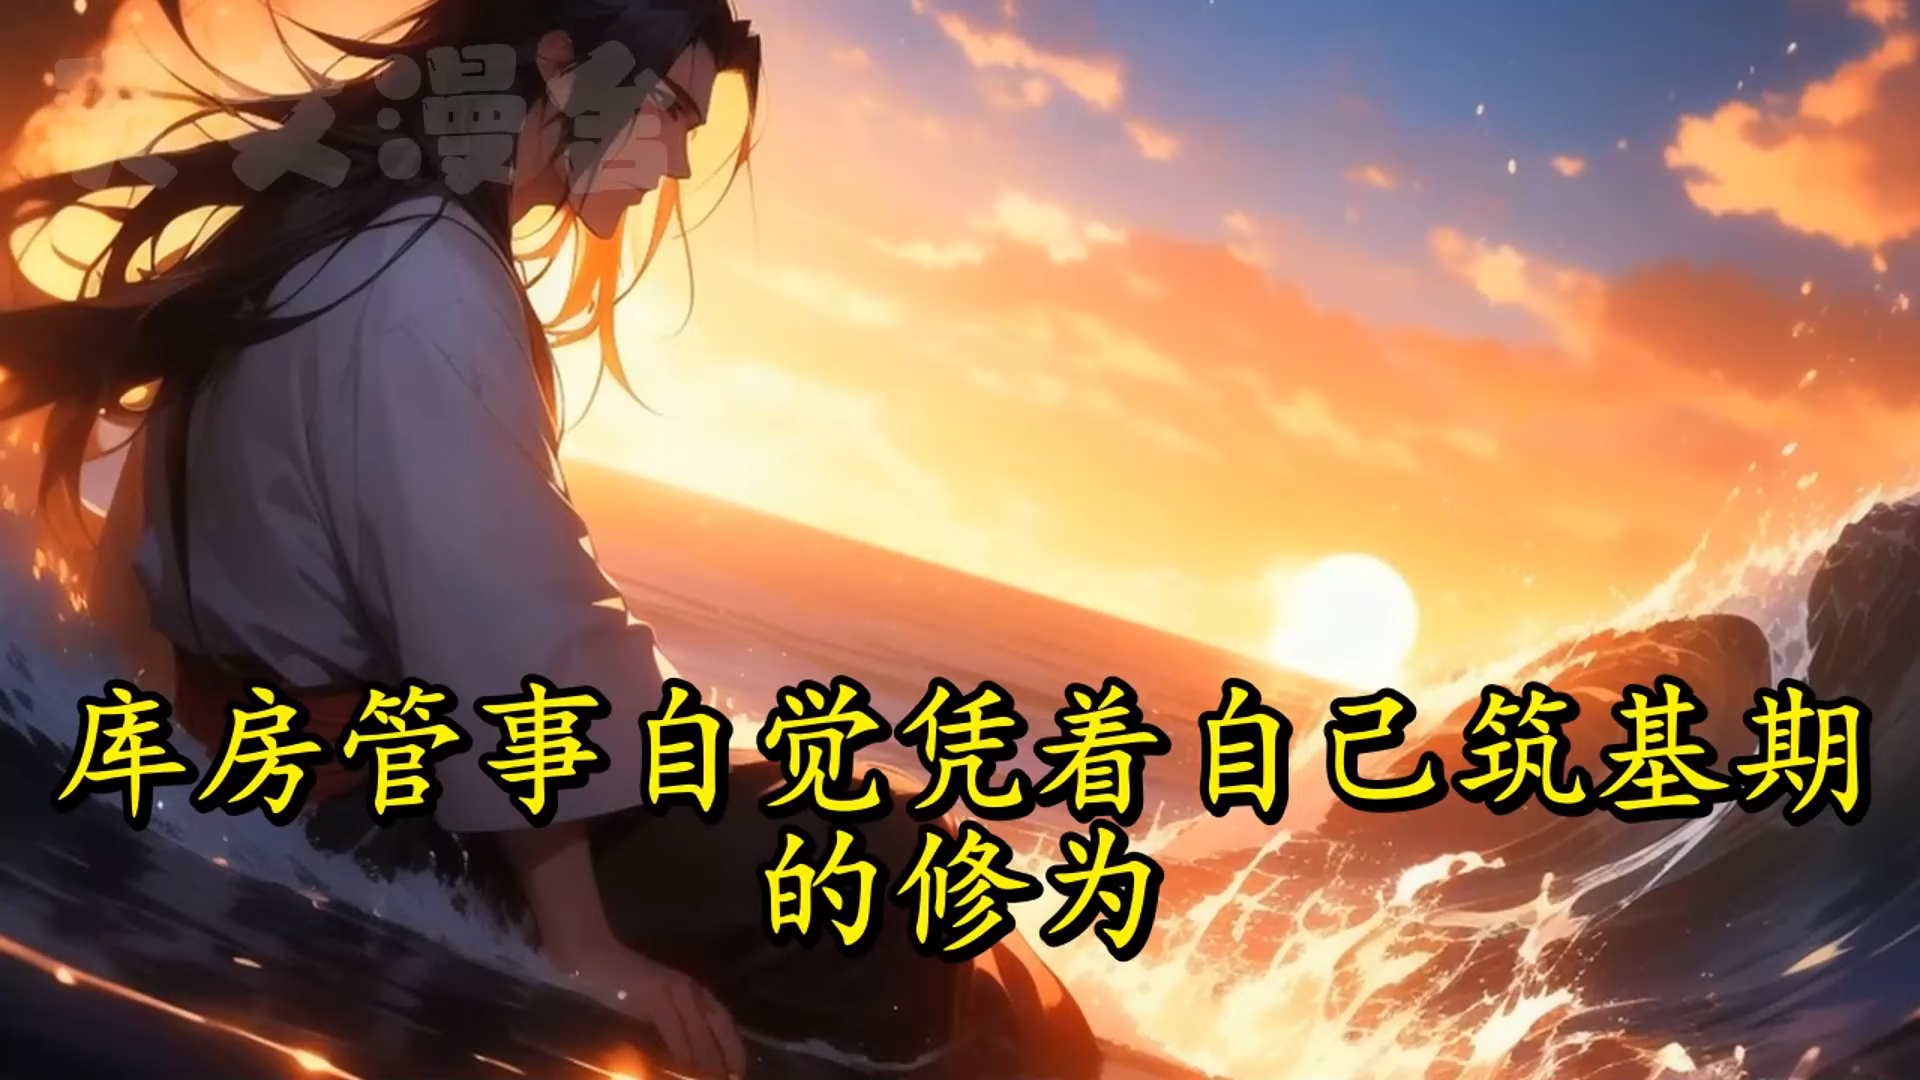 库房管事自觉凭着自己筑基期
的修为